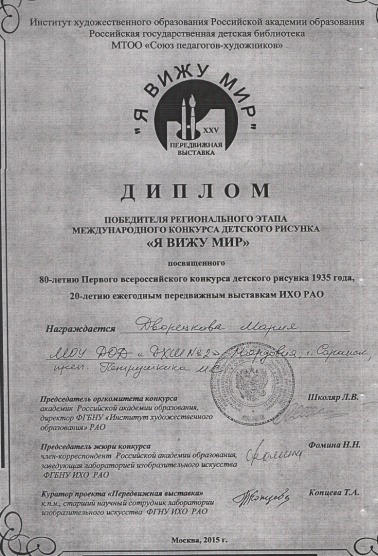 Институт художественного образования Российской академии образования
Российская государственная детская библиотека
МТОО «Союз педагогов-художников»
"Я ВИЖУ МИР"
XXV
ПЕРЕДВИЖНАЯ
ВЫСТАВКА
ДИПЛОМ
ПОБЕДИТЕЛЯ РЕГИОНАЛЬНОГО ЭТАПА
МЕЖДУНАРОДНОГО КОНКУРСА ДЕТСКОГО РИСУНКА
«Я ВИЖУ МИР»
посвященного
80-летию Первого всероссийского конкурса детского рисунка 1935 года,
20-летию ежегодным передвижным выставкам ИХО РАО
Награждается Дворецкова Мария
МОУ ДОД «ДХШ №2» Мордовия, г. Саранск,
преп.
Председатель оргкомитета конкурса Школяр Л.В.
академик Российской академии образования,
директор ФГБНУ «Институт художественного
образования» РАО
Председатель жюри конкурса Фомина Н.Н.
член-корреспондент Российской академии образования,
заведующая лабораторией изобразительного искусства
ФГБНУ ИХО РАО
Куратор проекта «Передвижная выставка» Копцева Т.А.
к.п.н., старший научный сотрудник лаборатории
изобразительного искусства ФГНУ ИХО РАО
Москва, 2015 г.